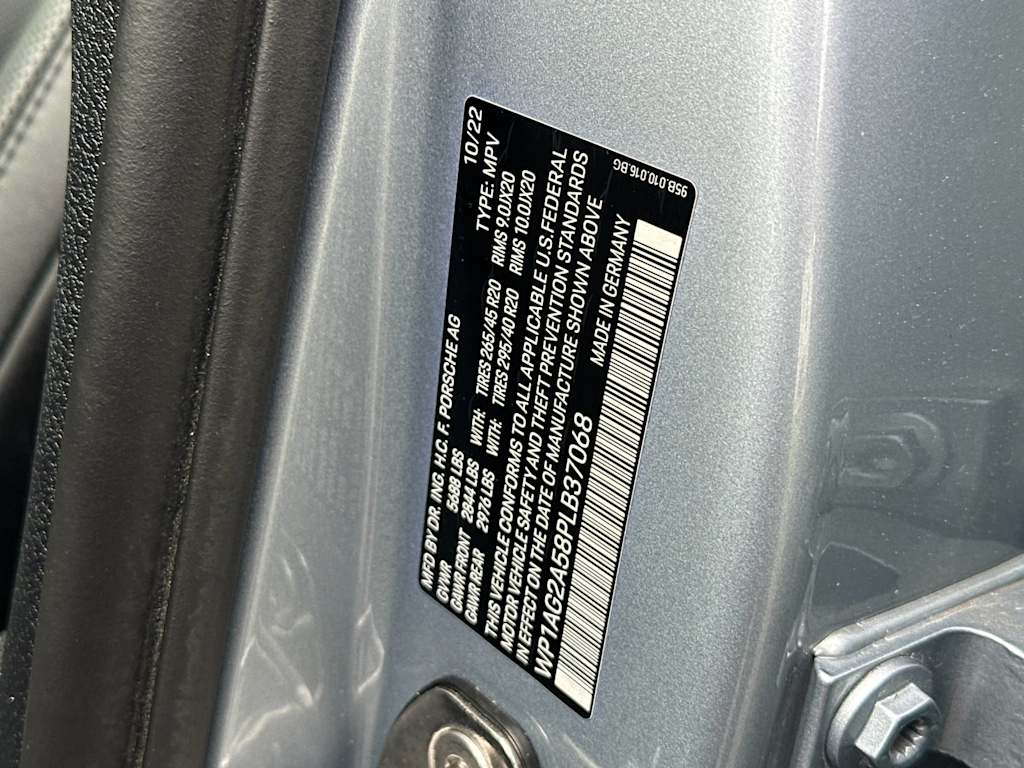 MFD BY DR. ING. H.C. F. PORSCHE AG 10/22
GVWR 5688 LBS TYPE: MPV
GAWR FRONT 2844 LBS WITH: TIRES 265/45 R20 RIMS 9.0JX20
GAWR REAR 2976 LBS WITH: TIRES 295/40 R20 RIMS 10.0JX20
THIS VEHICLE CONFORMS TO ALL APPLICABLE U.S. FEDERAL
MOTOR VEHICLE SAFETY AND THEFT PREVENTION STANDARDS
IN EFFECT ON THE DATE OF MANUFACTURE SHOWN ABOVE
WP1AG2A58PLB37068 MADE IN GERMANY
95B.010.016.BG